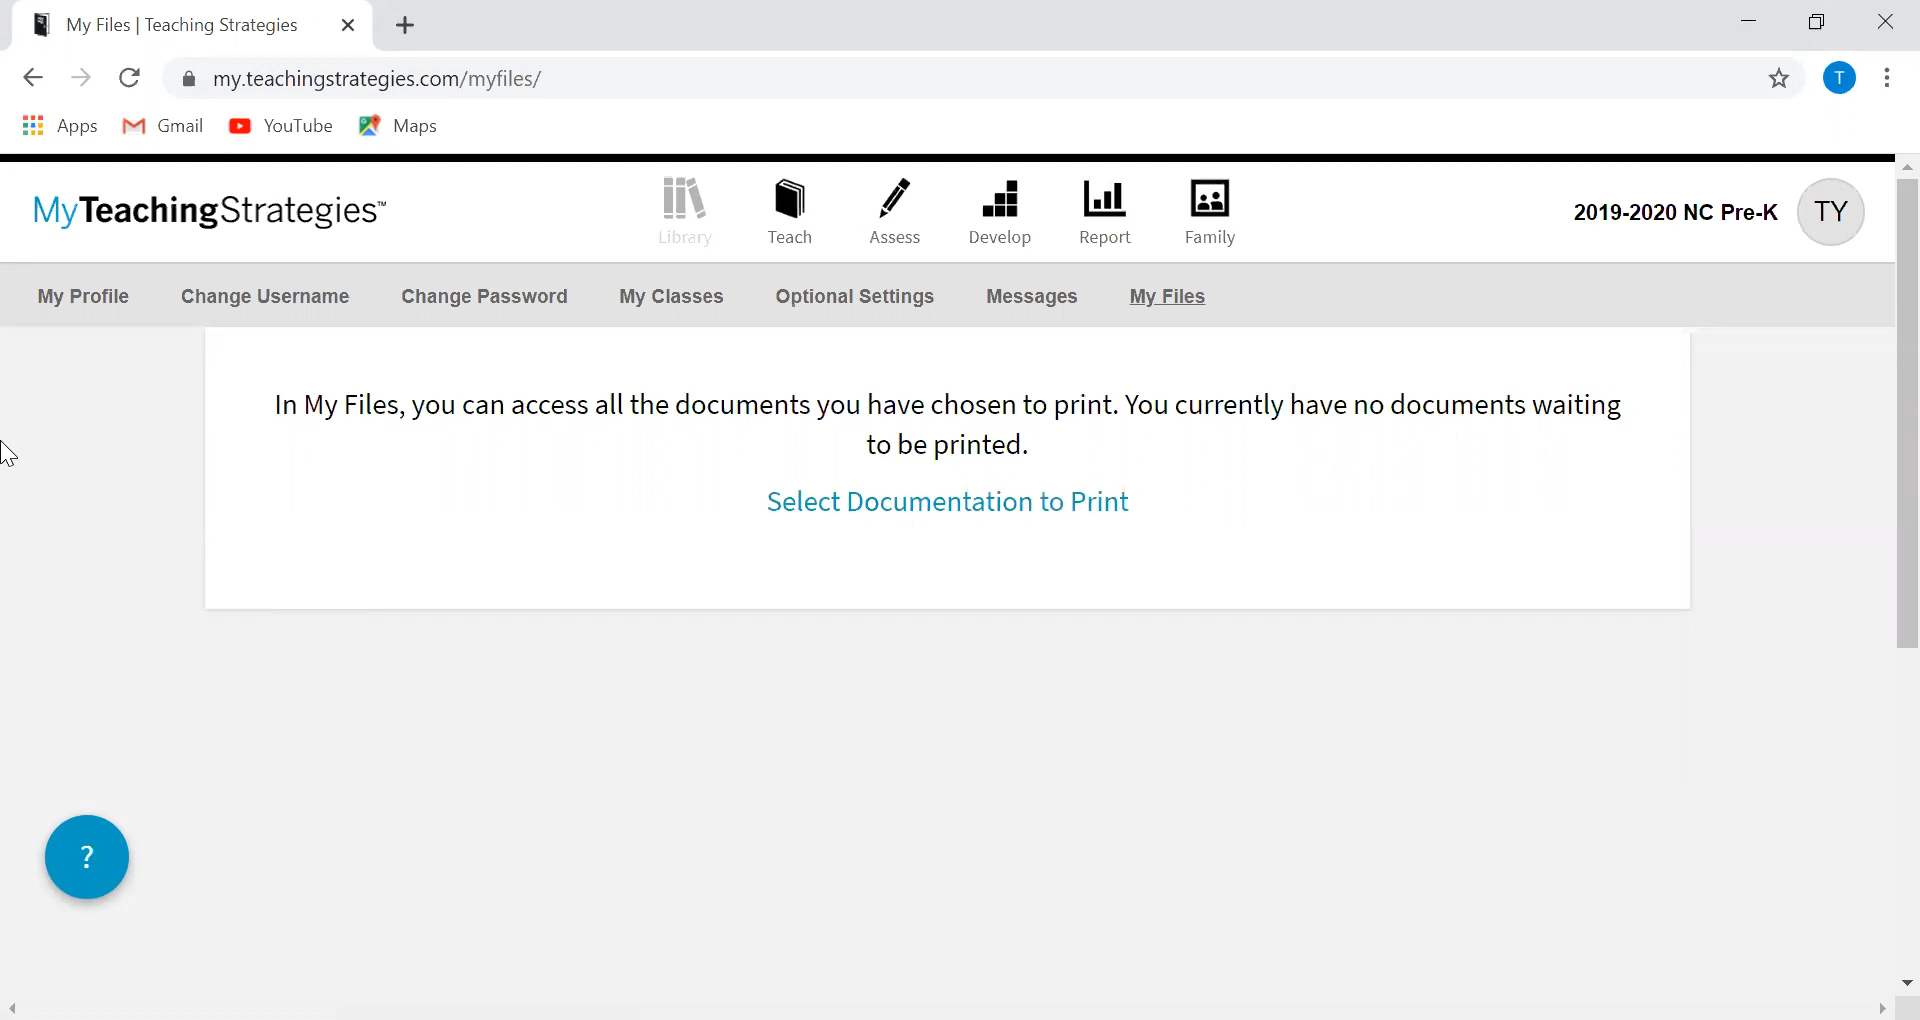 My Files | Teaching Strategies
my.teachingstrategies.com/myfiles/
T
Apps
Gmail
YouTube
Maps
MyTeachingStrategies™
Library
Teach
Assess
Develop
Report
Family
2019-2020 NC Pre-K
TY
My Profile
Change Username
Change Password
My Classes
Optional Settings
Messages
My Files
In My Files, you can access all the documents you have chosen to print. You currently have no documents waiting
to be printed.
Select Documentation to Print
?